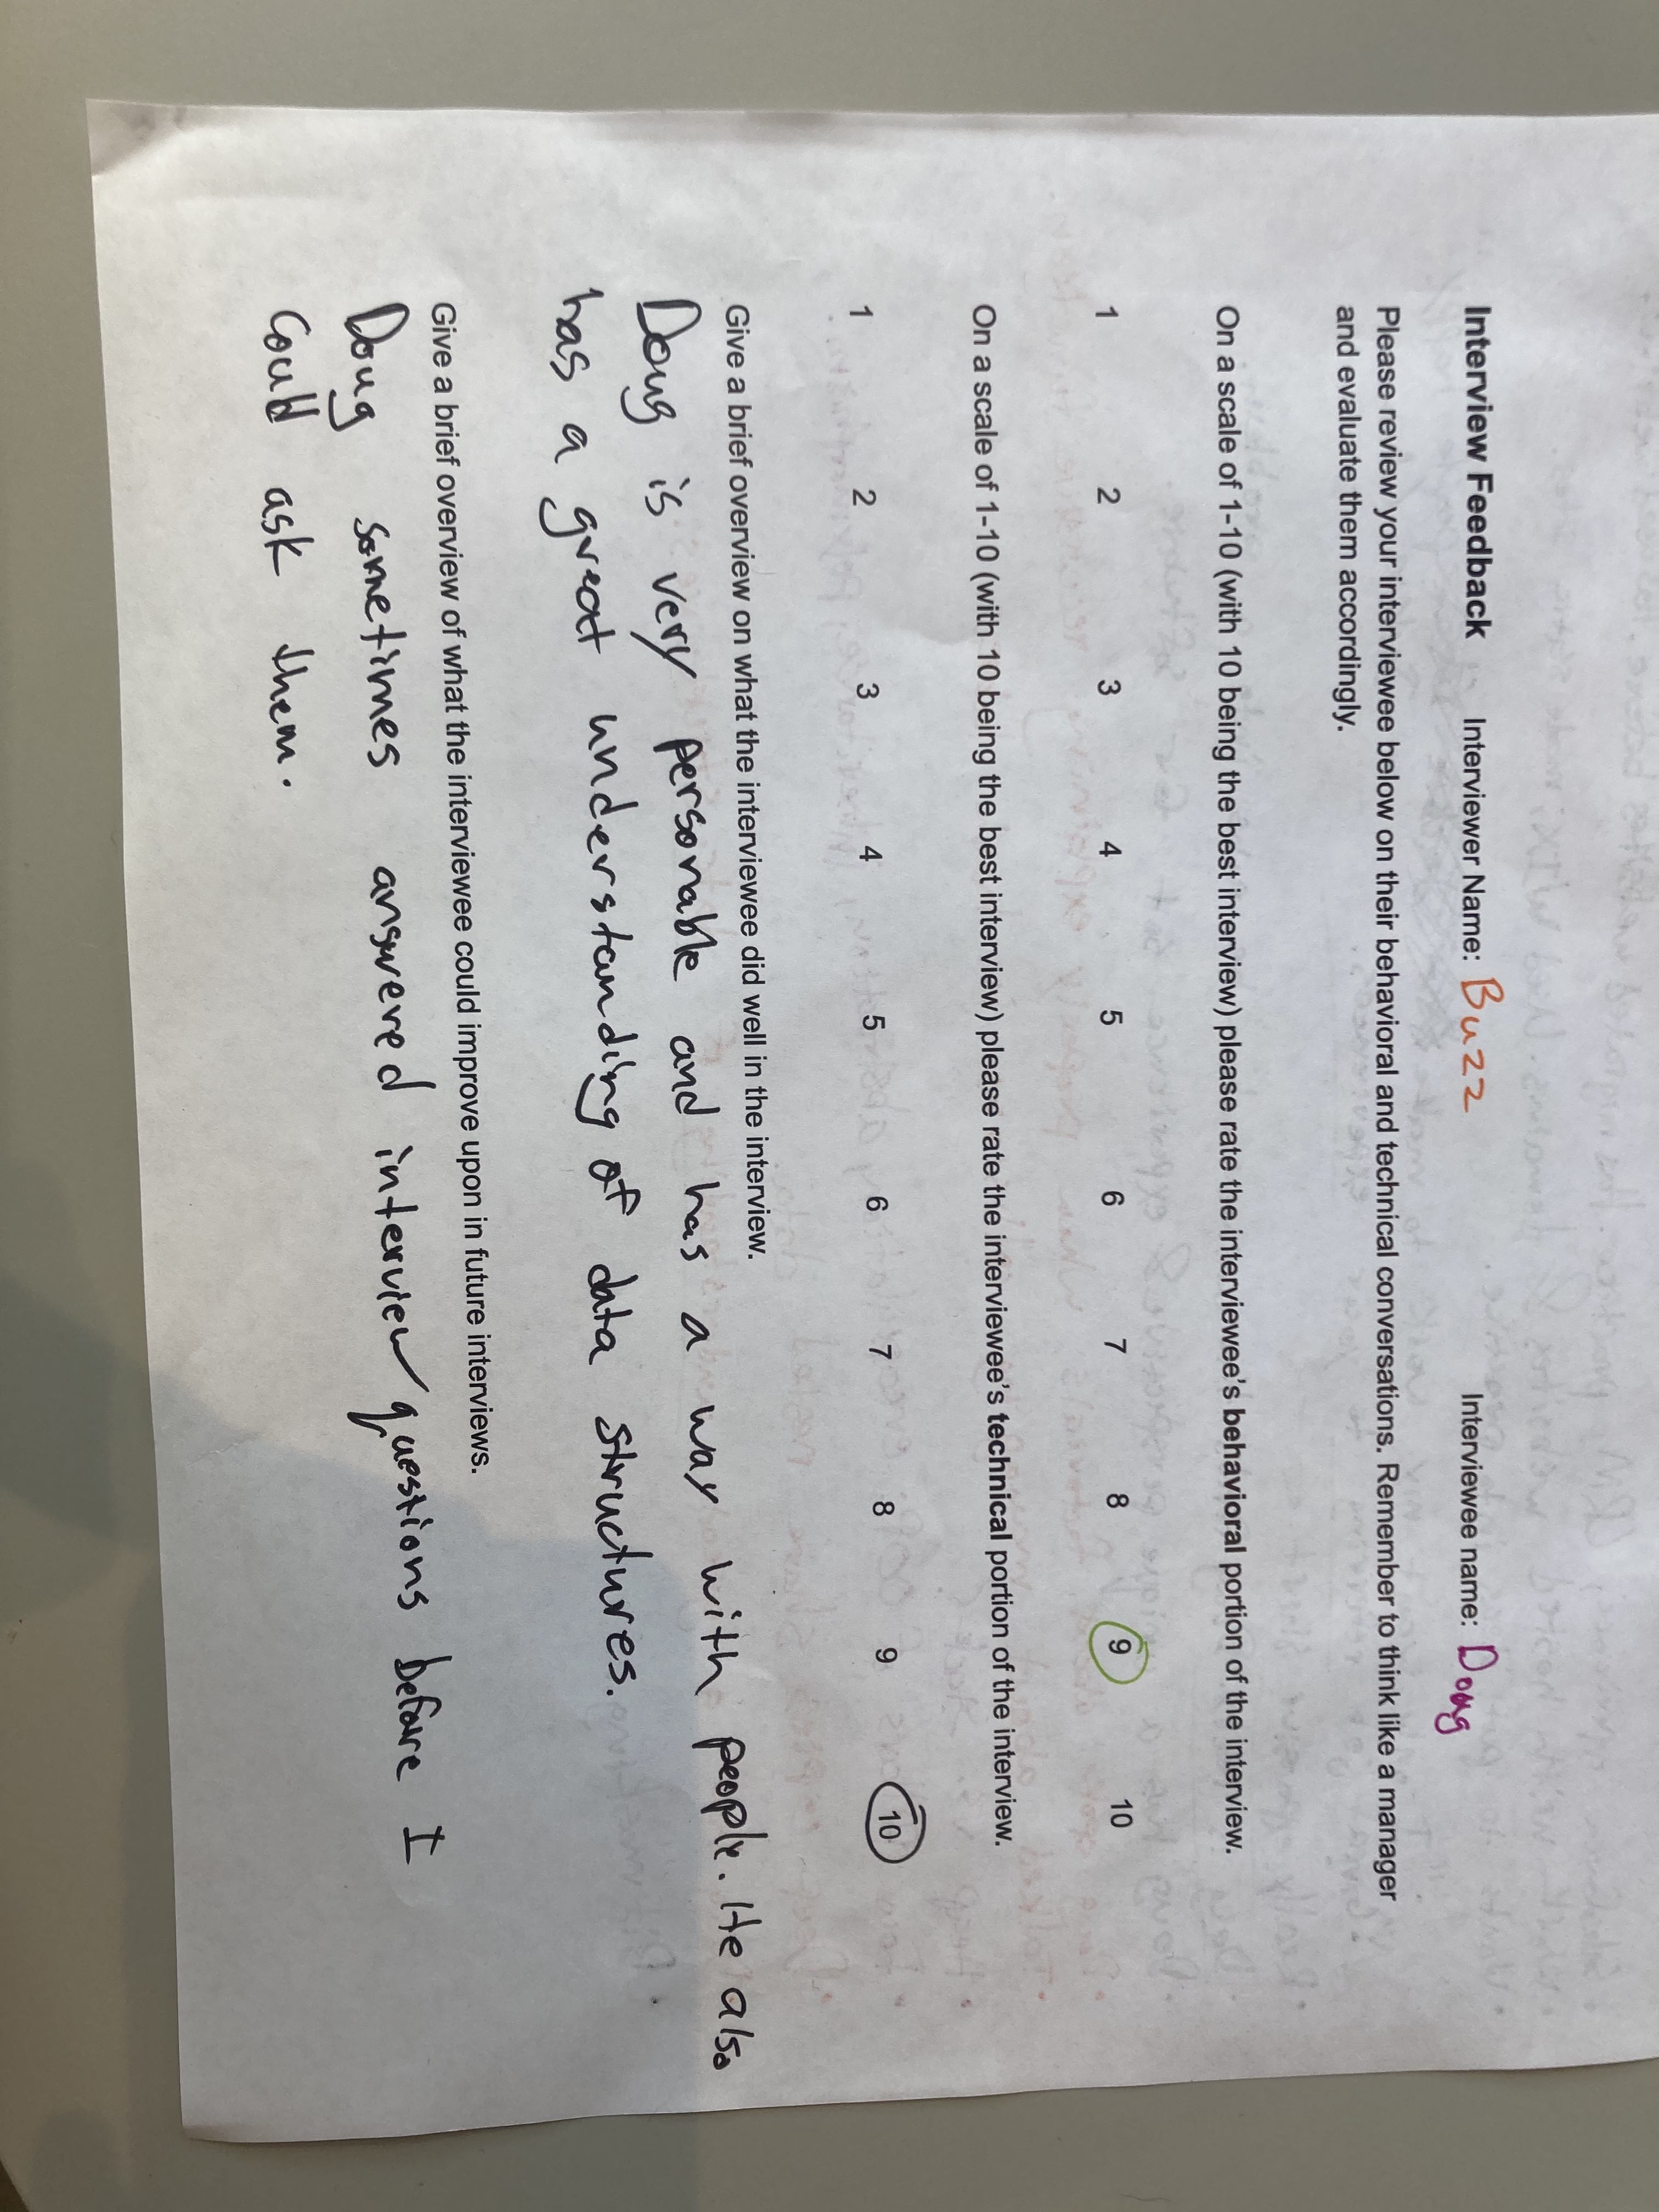 Interview Feedback Interviewer Name: Buzz Interviewee name: Doug
Please review your interviewee below on their behavioral and technical conversations. Remember to think like a manager
and evaluate them accordingly.
On a scale of 1-10 (with 10 being the best interview) please rate the interviewee's behavioral portion of the interview.
1 2 3 4 5 6 7 8 9 10
On a scale of 1-10 (with 10 being the best interview) please rate the interviewee's technical portion of the interview.
1 2 3 4 5 6 7 8 9 10
Give a brief overview on what the interviewee did well in the interview.
Doug is very personable and has a way with people. He also
has a great understanding of data structures.
Give a brief overview of what the interviewee could improve upon in future interviews.
Doug sometimes answered interview questions before I
could ask them.